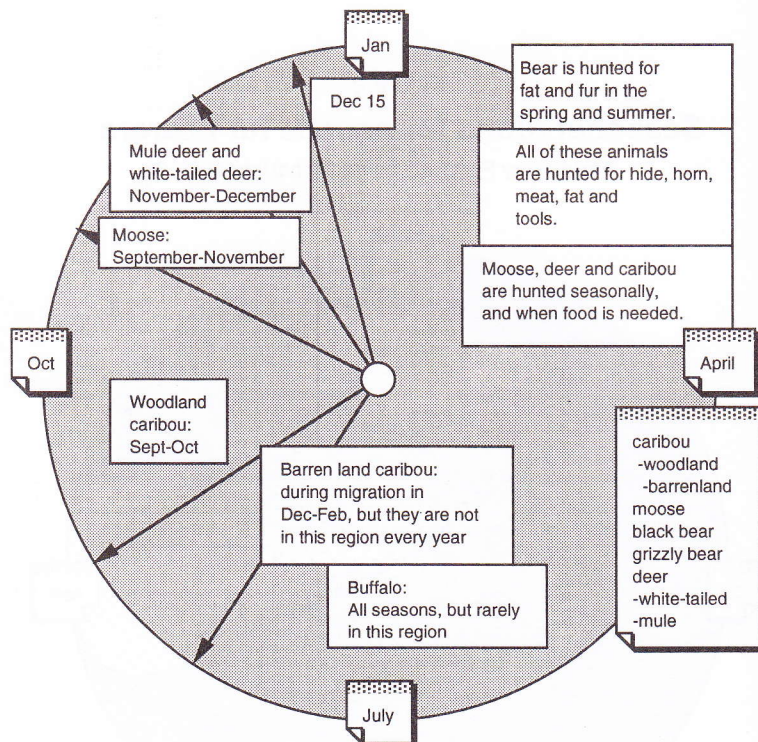 Jan
Dec 15
Bear is hunted for
fat and fur in the
spring and summer.
Mule deer and
white-tailed deer:
November-December
All of these animals
are hunted for hide, horn,
meat, fat and
tools.
Moose:
September-November
Moose, deer and caribou
are hunted seasonally,
and when food is needed.
Oct
April
Woodland
caribou:
Sept-Oct
caribou
-woodland
-barrenland
moose
black bear
grizzly bear
deer
-white-tailed
-mule
Barren land caribou:
during migration in
Dec-Feb, but they are not
in this region every year
Buffalo:
All seasons, but rarely
in this region
July